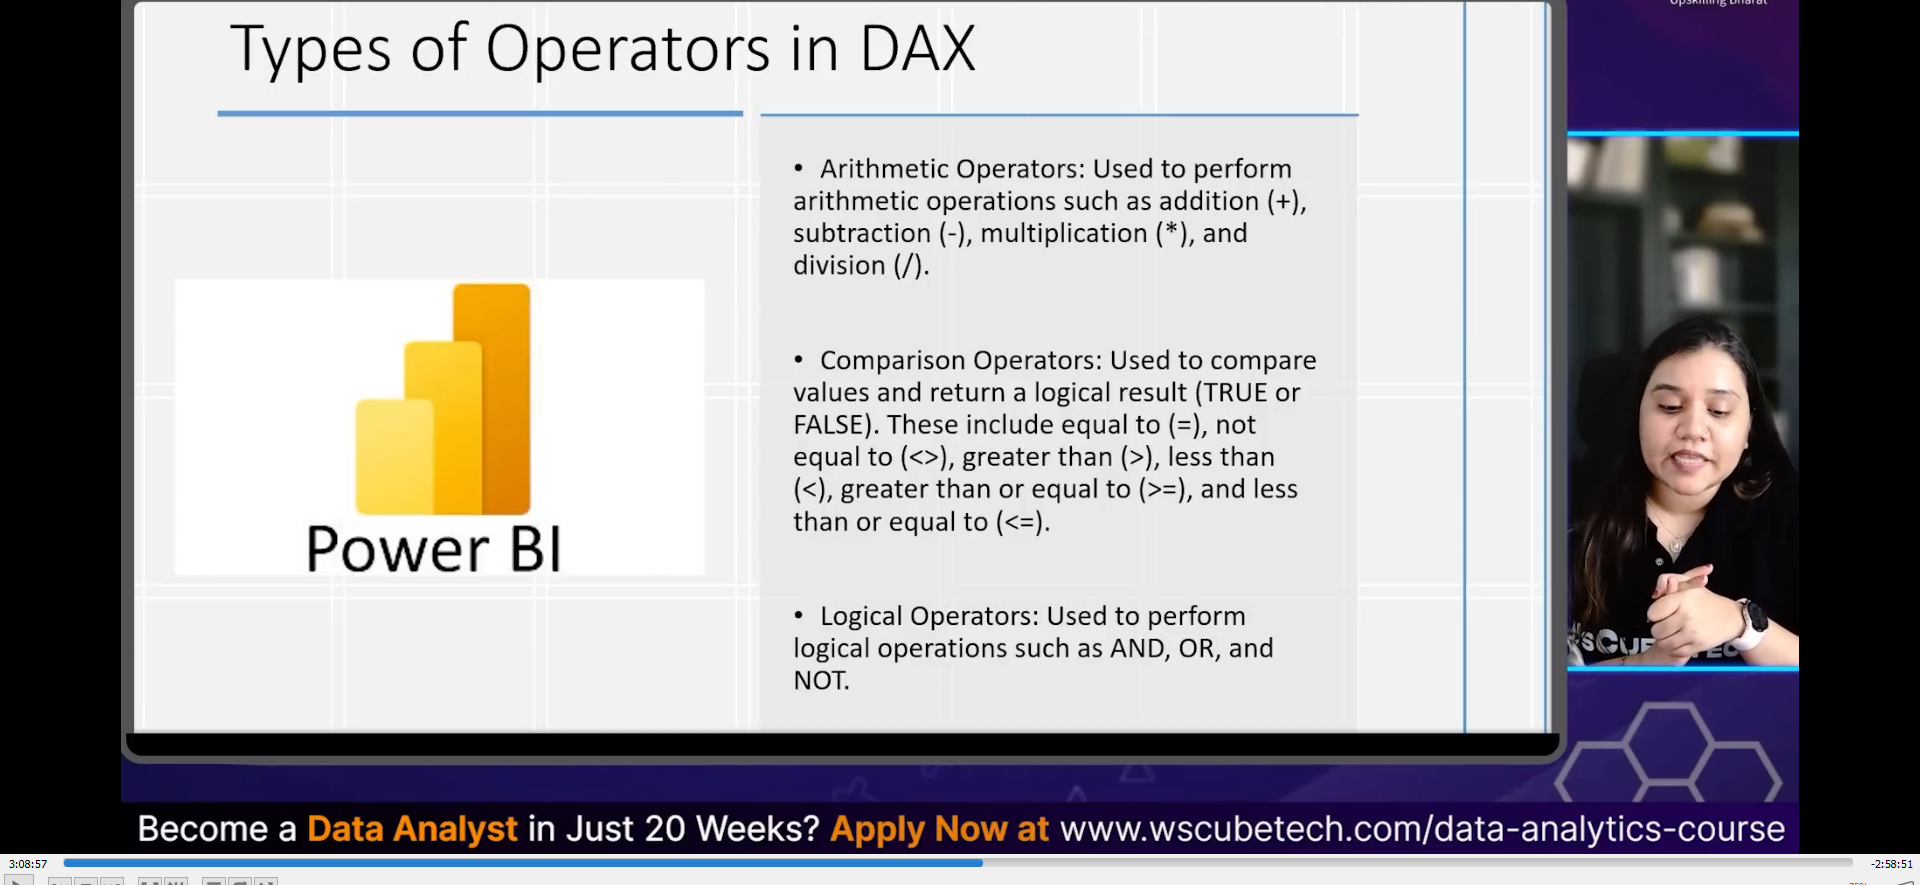 Upskilling Bharat
Types of Operators in DAX
• Arithmetic Operators: Used to perform
arithmetic operations such as addition (+),
subtraction (-), multiplication (*), and
division (/).
• Comparison Operators: Used to compare
values and return a logical result (TRUE or
FALSE). These include equal to (=), not
equal to (<>), greater than (>), less than
(<), greater than or equal to (>=), and less
than or equal to (<=).
• Logical Operators: Used to perform
logical operations such as AND, OR, and
NOT.
Power BI
Become a Data Analyst in Just 20 Weeks? Apply Now at www.wscubetech.com/data-analytics-course
3:08:57
-2:58:51